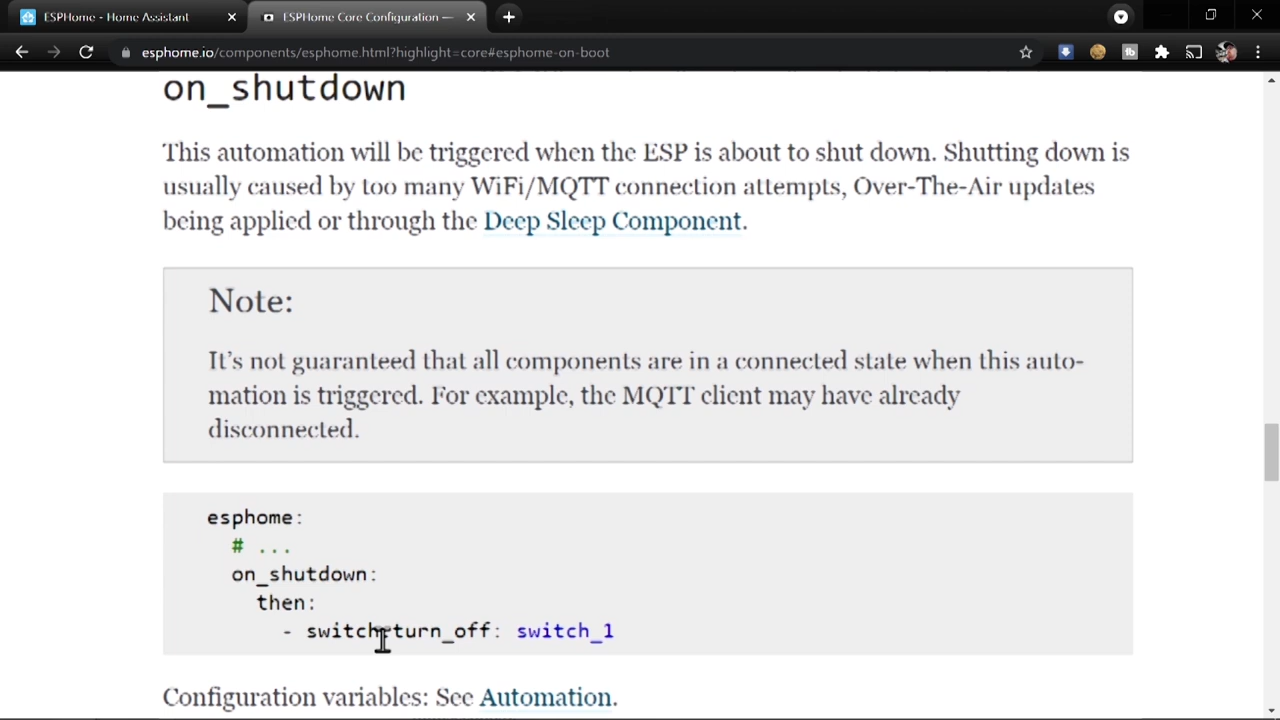 ESPHome - Home Assistant
ESPHome Core Configuration —
esphome.io/components/esphome.html?highlight=core#esphome-on-boot
on_shutdown
This automation will be triggered when the ESP is about to shut down. Shutting down is
usually caused by too many WiFi/MQTT connection attempts, Over-The-Air updates
being applied or through the Deep Sleep Component.
Note:
It's not guaranteed that all components are in a connected state when this auto-
mation is triggered. For example, the MQTT client may have already
disconnected.
esphome:
# ...
on_shutdown:
then:
- switch.turn_off: switch_1
Configuration variables: See Automation.